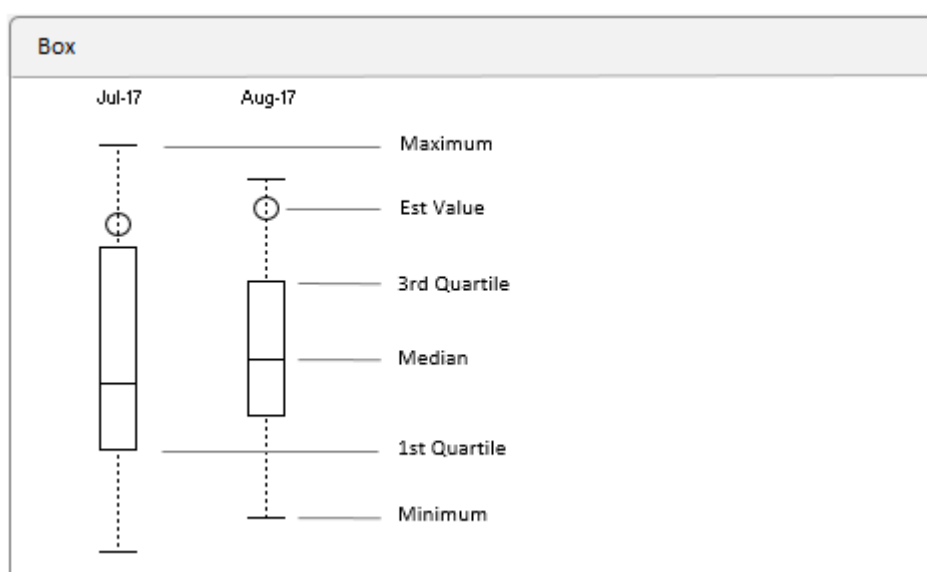 Box
Jul-17 Aug-17
Maximum
Est Value
3rd Quartile
Median
1st Quartile
Minimum